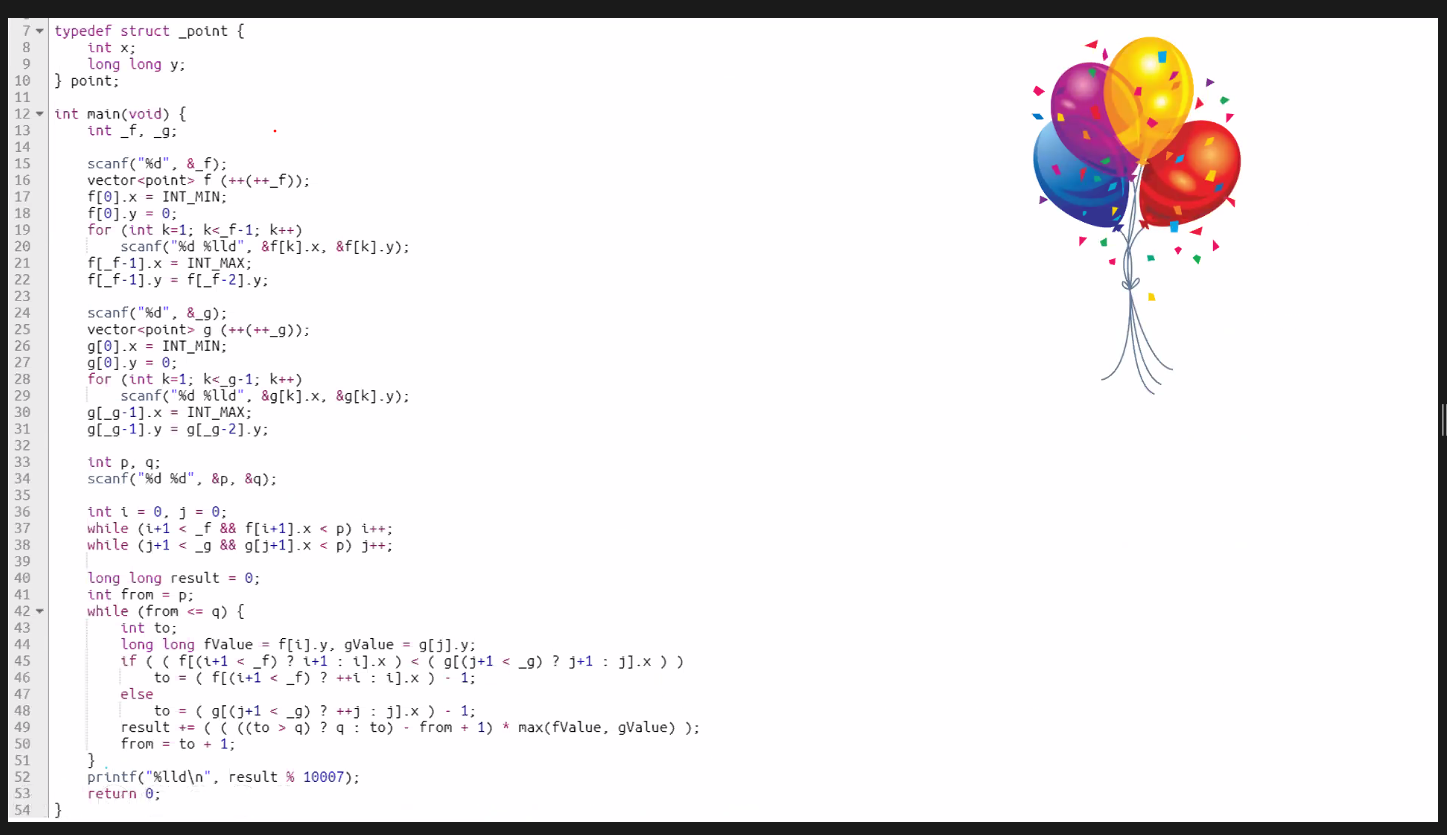 7 typedef struct _point {
8     int x;
9     long long y;
10 } point;
11
12 int main(void) {
13     int _f, _g;
14
15     scanf("%d", &_f);
16     vector<point> f (++(++_f));
17     f[0].x = INT_MIN;
18     f[0].y = 0;
19     for (int k=1; k<_f-1; k++)
20         scanf("%d %lld", &f[k].x, &f[k].y);
21     f[_f-1].x = INT_MAX;
22     f[_f-1].y = f[_f-2].y;
23
24     scanf("%d", &_g);
25     vector<point> g (++(++_g));
26     g[0].x = INT_MIN;
27     g[0].y = 0;
28     for (int k=1; k<_g-1; k++)
29         scanf("%d %lld", &g[k].x, &g[k].y);
30     g[_g-1].x = INT_MAX;
31     g[_g-1].y = g[_g-2].y;
32
33     int p, q;
34     scanf("%d %d", &p, &q);
35
36     int i = 0, j = 0;
37     while (i+1 < _f && f[i+1].x < p) i++;
38     while (j+1 < _g && g[j+1].x < p) j++;
39
40     long long result = 0;
41     int from = p;
42     while (from <= q) {
43         int to;
44         long long fValue = f[i].y, gValue = g[j].y;
45         if ( ( f[(i+1 < _f) ? i+1 : i].x ) < ( g[(j+1 < _g) ? j+1 : j].x ) )
46             to = ( f[(i+1 < _f) ? ++i : i].x ) - 1;
47         else
48             to = ( g[(j+1 < _g) ? ++j : j].x ) - 1;
49         result += ( ( ((to > q) ? q : to) - from + 1) * max(fValue, gValue) );
50         from = to + 1;
51     }
52     printf("%lld\n", result % 10007);
53     return 0;
54 }